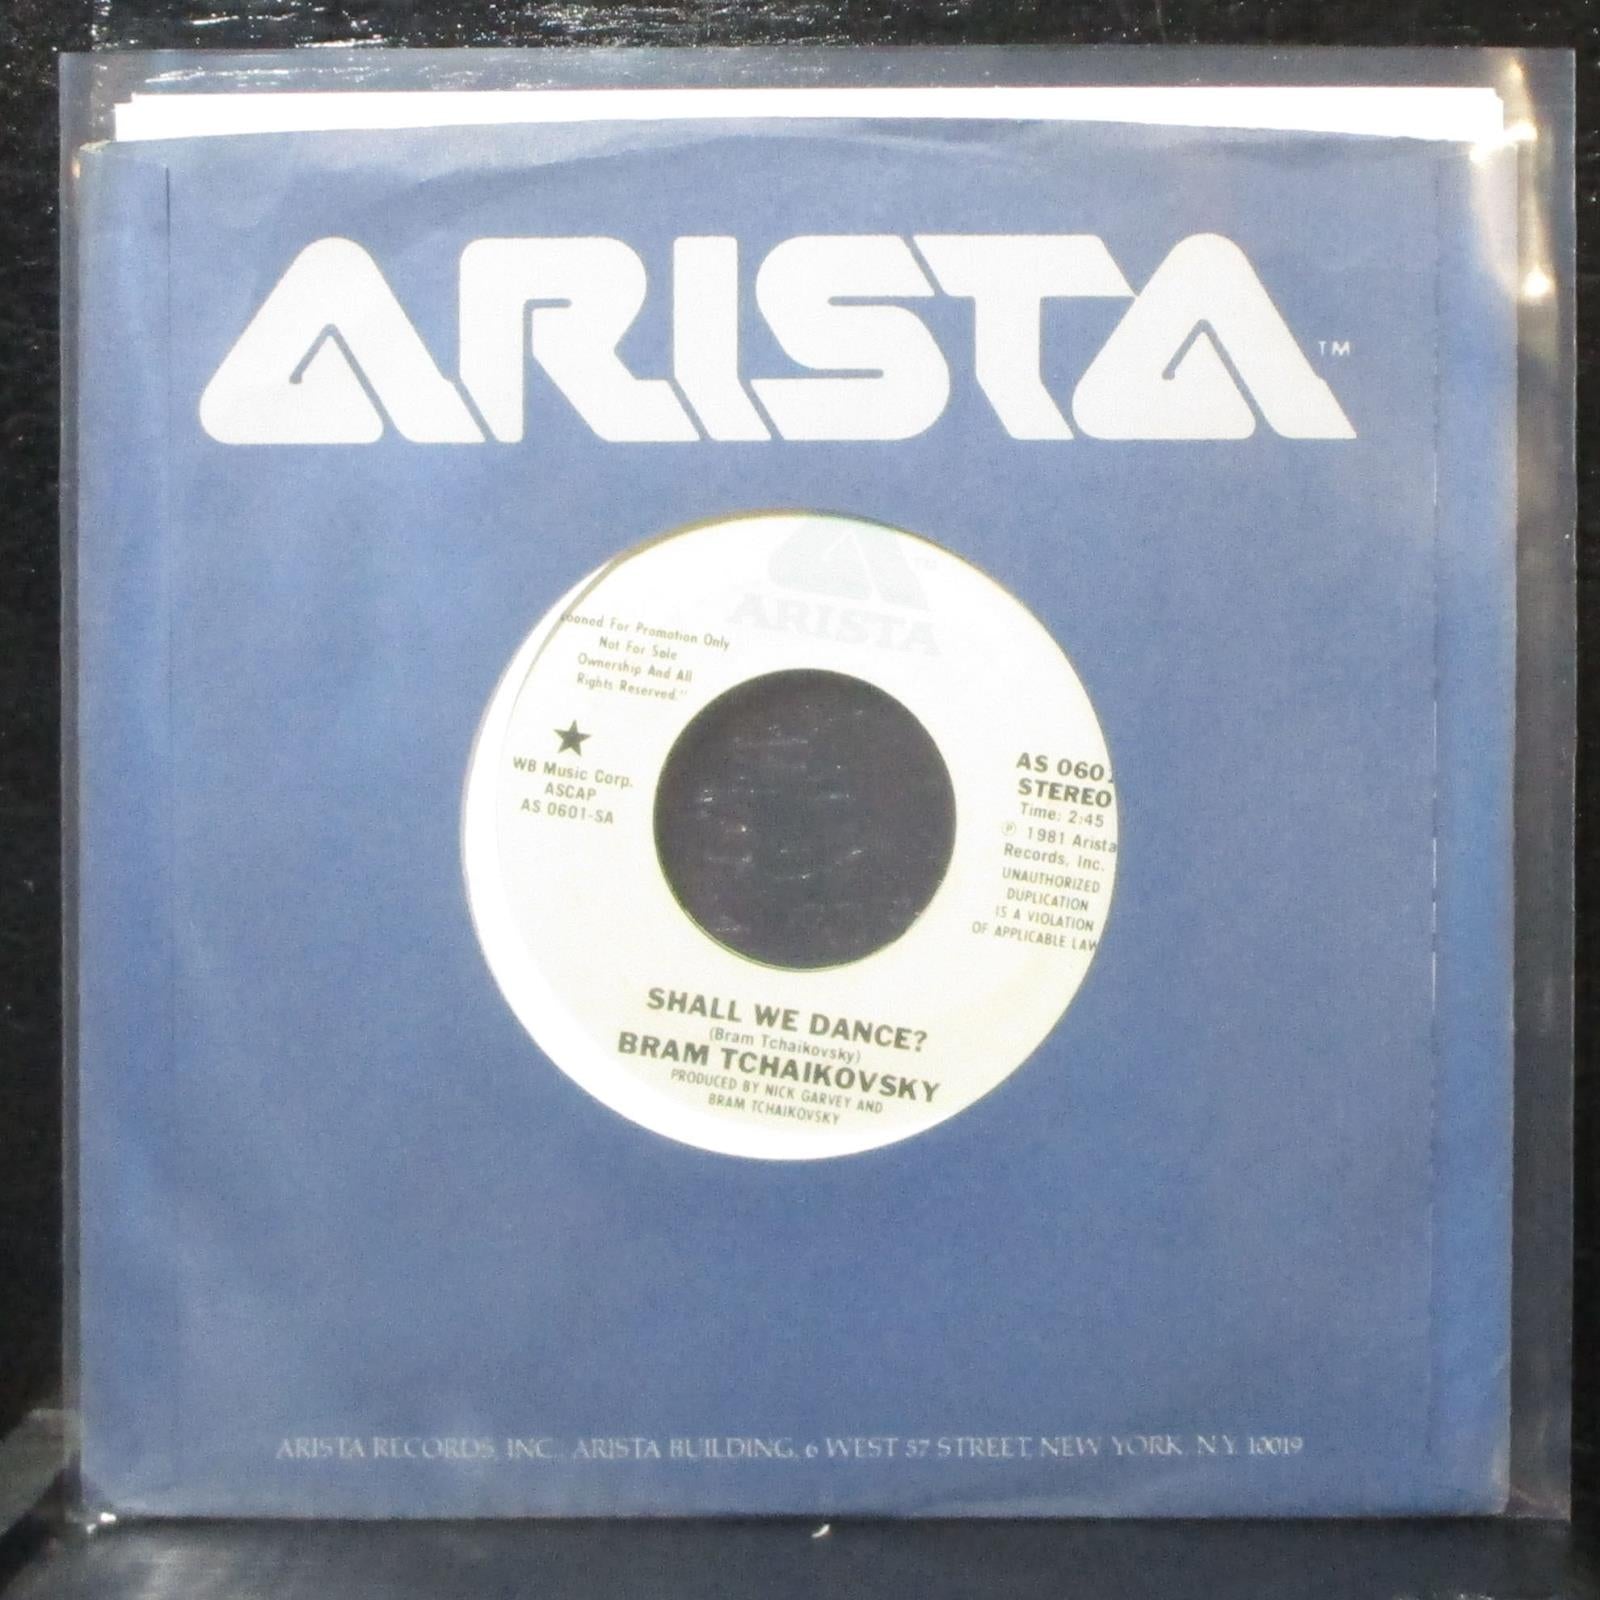 ARISTA™
ARISTA™
For Promotion Only
Not For Sale
Ownership And All
Rights Reserved."
★
WB Music Corp.
ASCAP
AS 0601-SA
AS 0601
STEREO
Time: 2:45
℗ 1981 Arista
Records, Inc.
UNAUTHORIZED
DUPLICATION
IS A VIOLATION
OF APPLICABLE LAW
SHALL WE DANCE?
(Bram Tchaikovsky)
BRAM TCHAIKOVSKY
PRODUCED BY NICK GARVEY AND
BRAM TCHAIKOVSKY
ARISTA RECORDS, INC., ARISTA BUILDING, 6 WEST 57 STREET, NEW YORK, N.Y. 10019